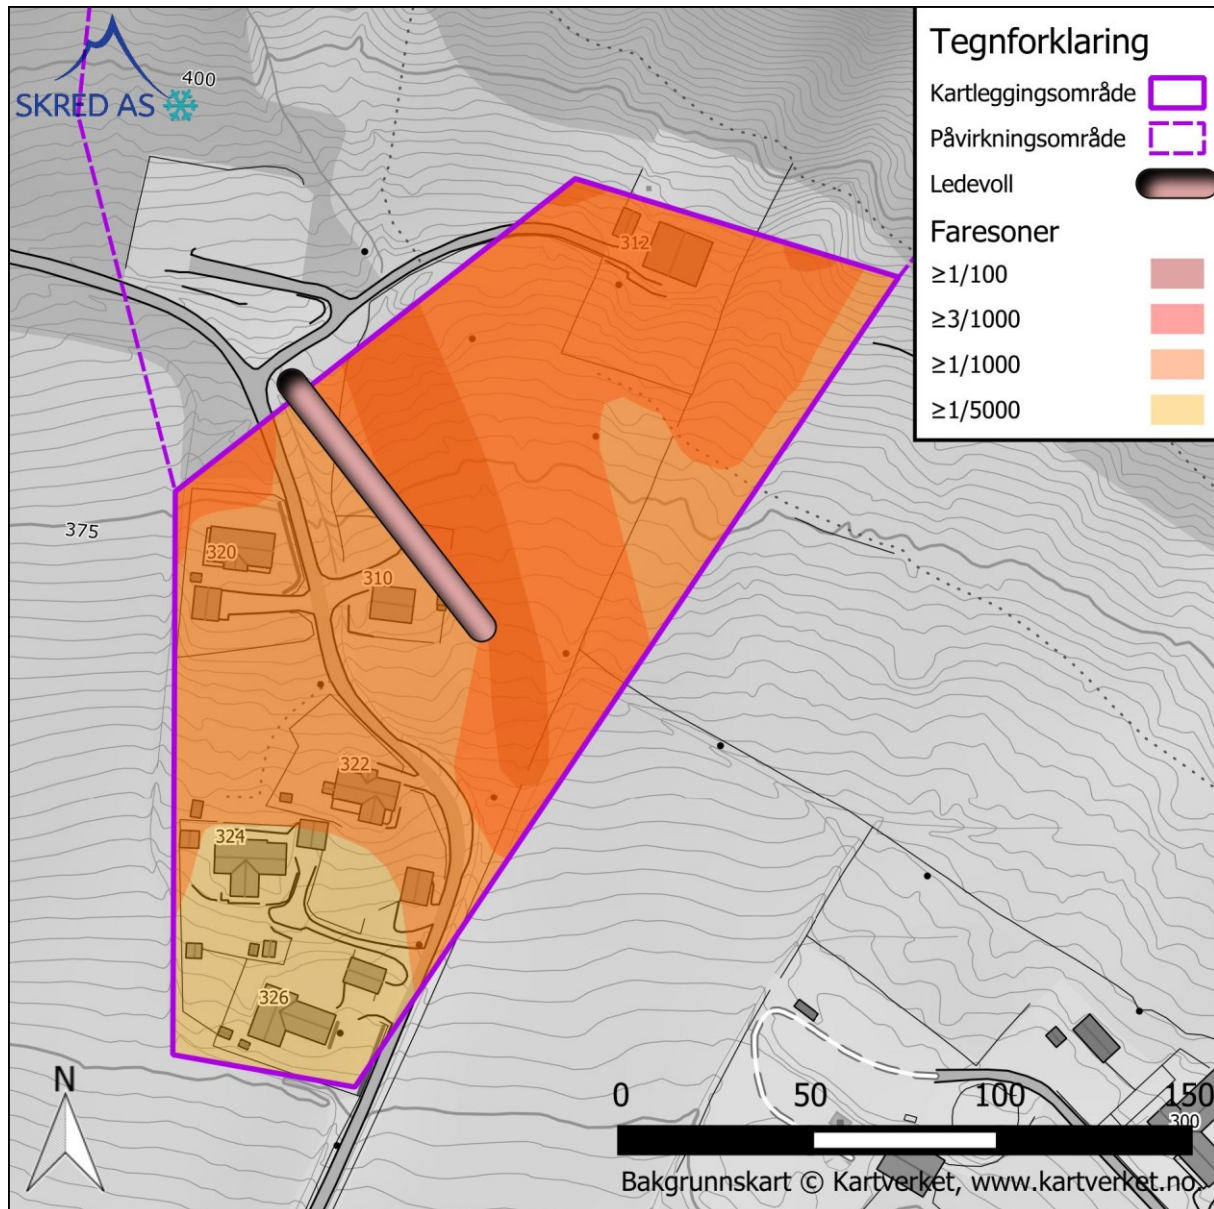 SKRED AS
400
Tegnforklaring
Kartleggingsområde
Påvirkningsområde
Ledevoll
Faresoner
≥1/100
≥3/1000
≥1/1000
≥1/5000
312
375
320
310
322
324
326
N
0 50 100 150
300
Bakgrunnskart © Kartverket, www.kartverket.no.